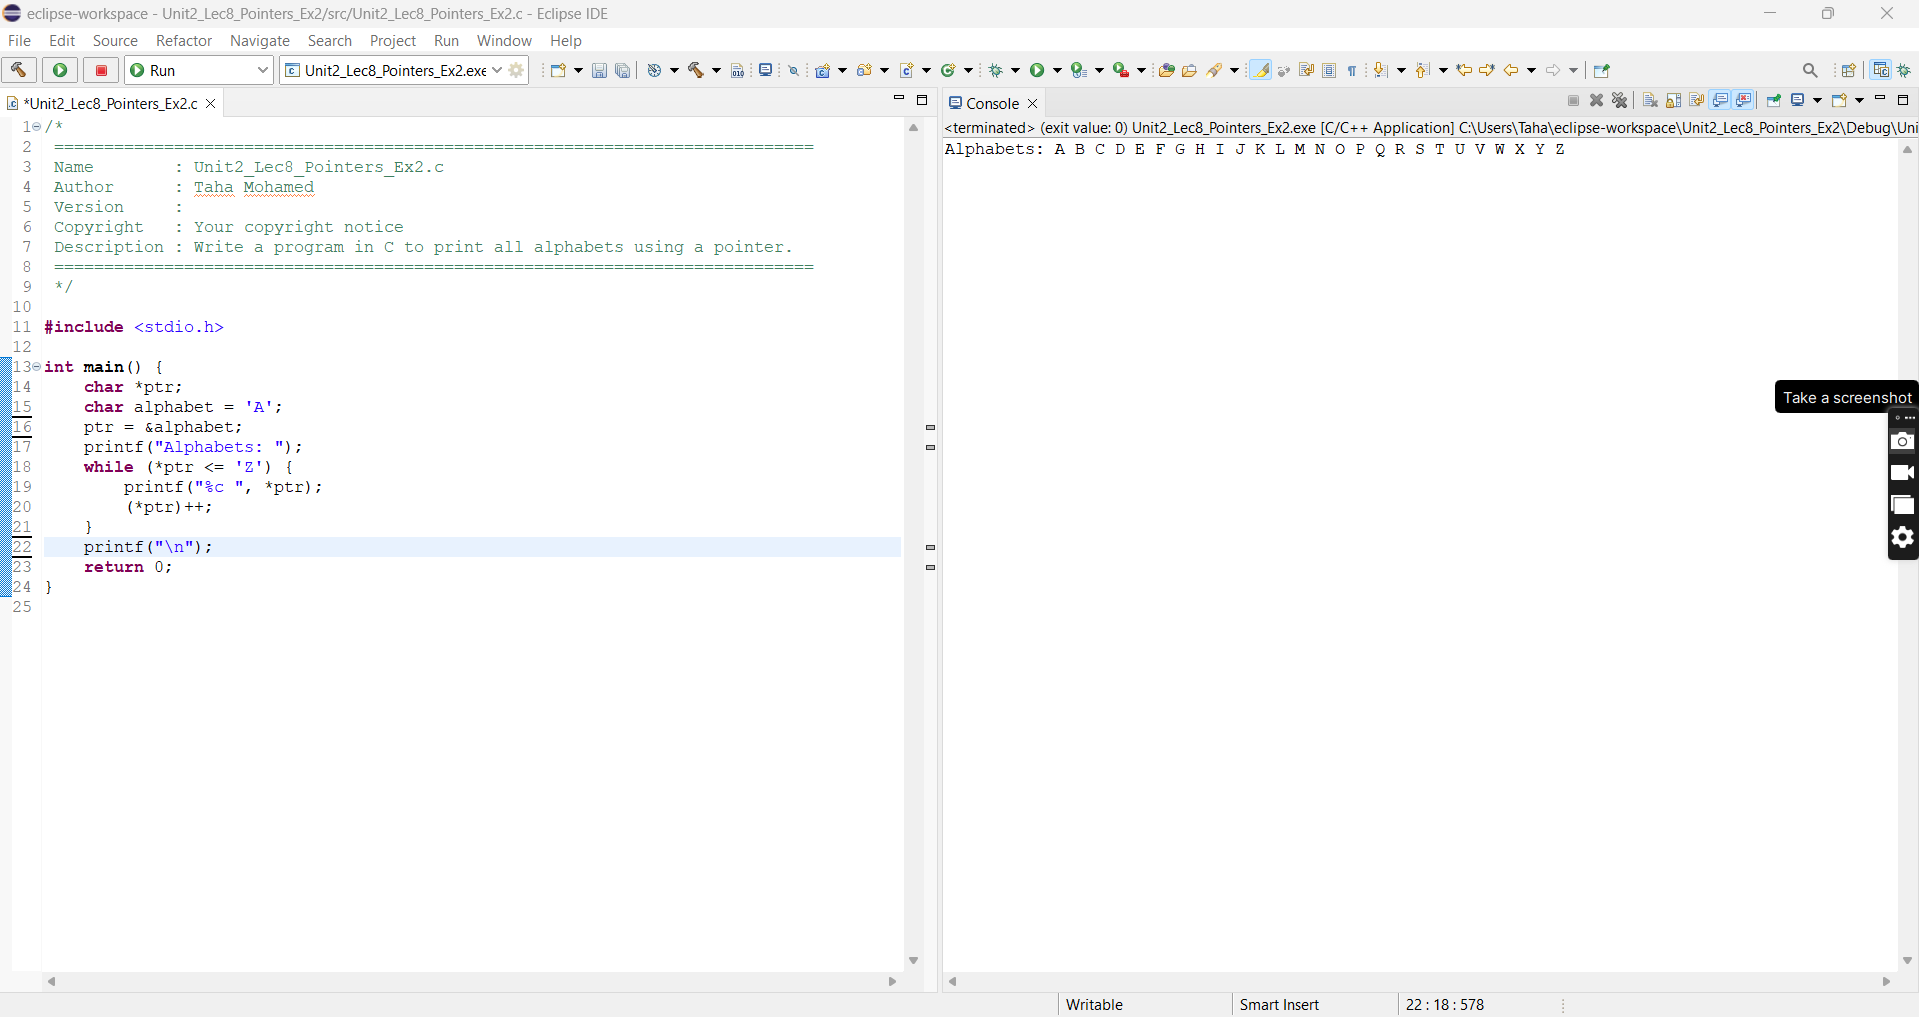 eclipse-workspace - Unit2_Lec8_Pointers_Ex2/src/Unit2_Lec8_Pointers_Ex2.c - Eclipse IDE
File Edit Source Refactor Navigate Search Project Run Window Help
Run Unit2_Lec8_Pointers_Ex2.exe
*Unit2_Lec8_Pointers_Ex2.c
1 /*
2 ============================================================================
3 Name        : Unit2_Lec8_Pointers_Ex2.c
4 Author      : Taha Mohamed
5 Version     :
6 Copyright   : Your copyright notice
7 Description : Write a program in C to print all alphabets using a pointer.
8 ============================================================================
9 */
10
11 #include <stdio.h>
12
13 int main() {
14     char *ptr;
15     char alphabet = 'A';
16     ptr = &alphabet;
17     printf("Alphabets: ");
18     while (*ptr <= 'Z') {
19         printf("%c ", *ptr);
20         (*ptr)++;
21     }
22     printf("\n");
23     return 0;
24 }
25
Console
<terminated> (exit value: 0) Unit2_Lec8_Pointers_Ex2.exe [C/C++ Application] C:\Users\Taha\eclipse-workspace\Unit2_Lec8_Pointers_Ex2\Debug\Uni
Alphabets: A B C D E F G H I J K L M N O P Q R S T U V W X Y Z
Take a screenshot
Writable Smart Insert 22 : 18 : 578